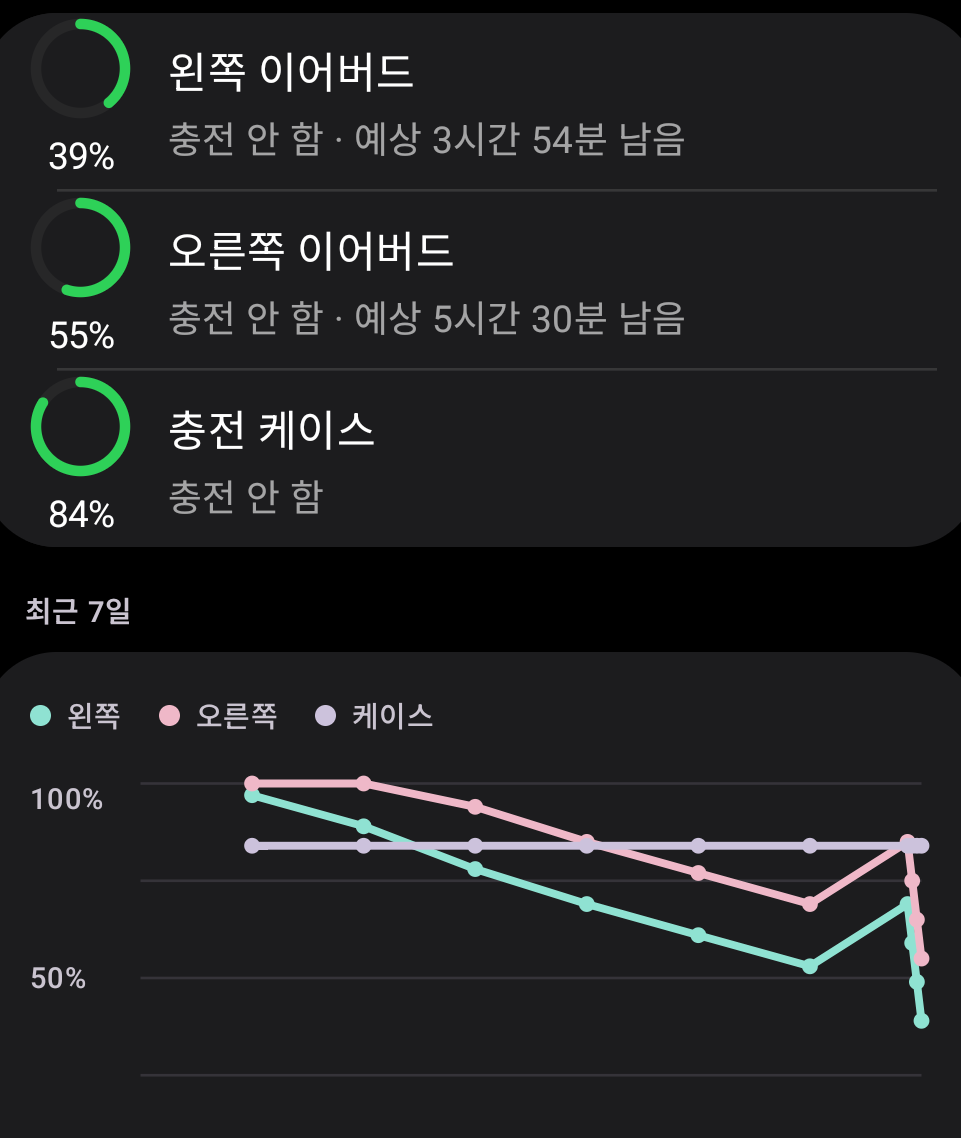 39%
왼쪽 이어버드
충전 안 함 · 예상 3시간 54분 남음
55%
오른쪽 이어버드
충전 안 함 · 예상 5시간 30분 남음
84%
충전 케이스
충전 안 함
최근 7일
왼쪽 오른쪽 케이스
100%
50%